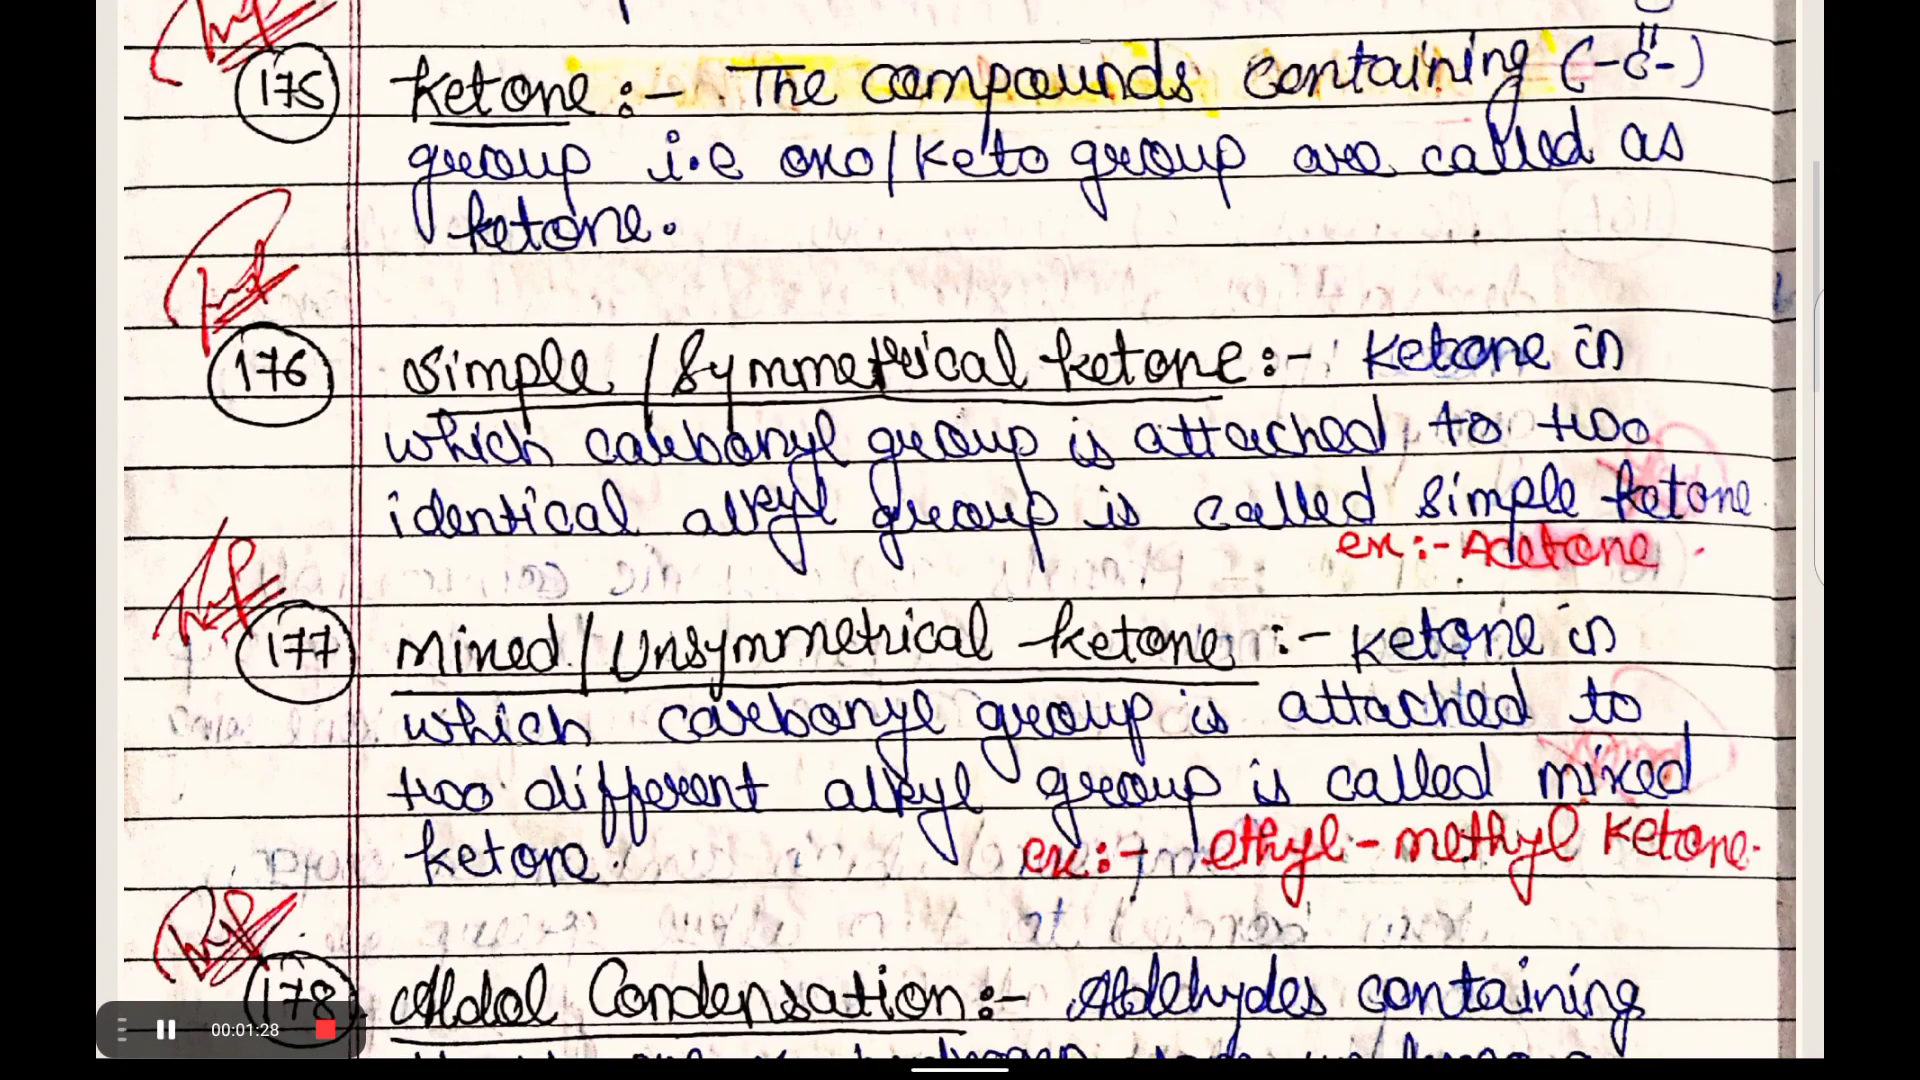 175 Ketone :- The compounds containing (-C-)
group i.e oxo/Keto group are called as
ketone.
176 Simple/Symmetrical ketone :- Ketone in
which carbonyl group is attached to two
identical alkyl group is called simple ketone
ex :- Acetone
177 Mixed/Unsymmetrical ketone :- Ketone in
which carbonyl group is attached to
two different alkyl group is called mixed
ketone.
ex :- ethyl-methyl Ketone.
178 Aldol Condensation :- Aldehydes containing
00:01:28